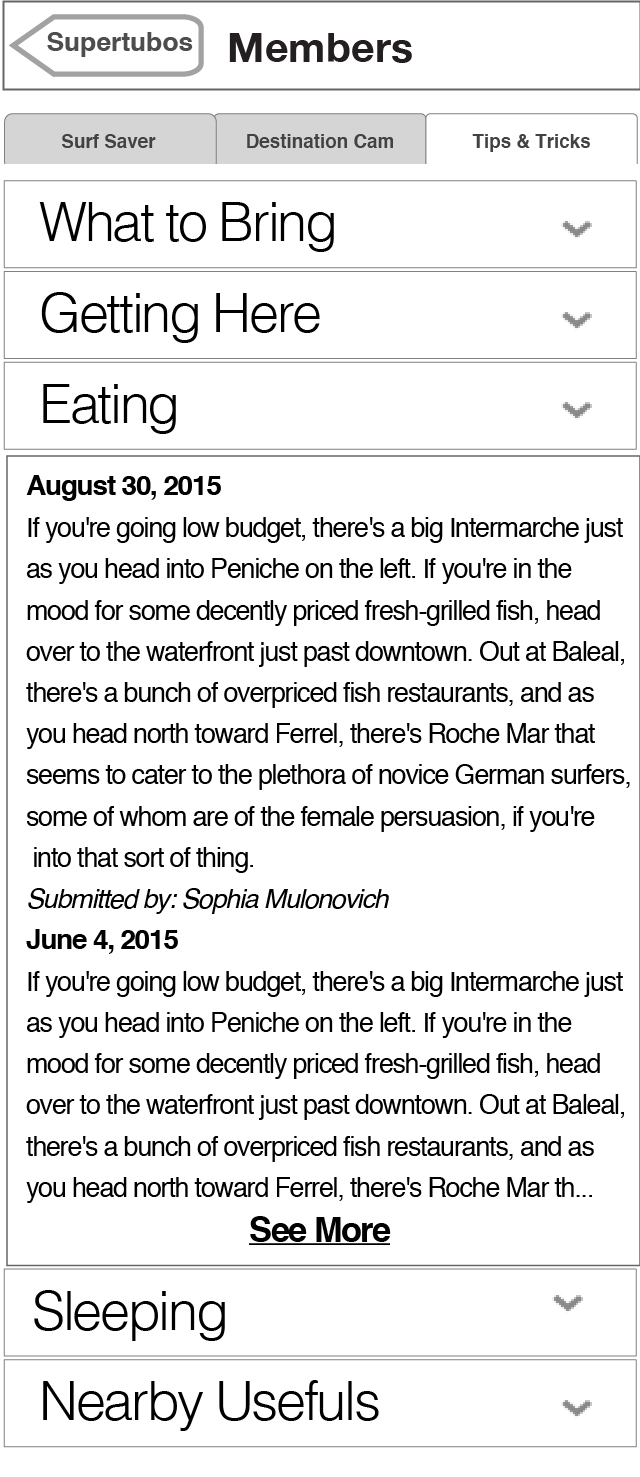 Supertubos Members
Surf Saver Destination Cam Tips & Tricks
What to Bring
Getting Here
Eating
August 30, 2015
If you're going low budget, there's a big Intermarche just
as you head into Peniche on the left. If you're in the
mood for some decently priced fresh-grilled fish, head
over to the waterfront just past downtown. Out at Baleal,
there's a bunch of overpriced fish restaurants, and as
you head north toward Ferrel, there's Roche Mar that
seems to cater to the plethora of novice German surfers,
some of whom are of the female persuasion, if you're
into that sort of thing.
Submitted by: Sophia Mulonovich
June 4, 2015
If you're going low budget, there's a big Intermarche just
as you head into Peniche on the left. If you're in the
mood for some decently priced fresh-grilled fish, head
over to the waterfront just past downtown. Out at Baleal,
there's a bunch of overpriced fish restaurants, and as
you head north toward Ferrel, there's Roche Mar th...
See More
Sleeping
Nearby Usefuls